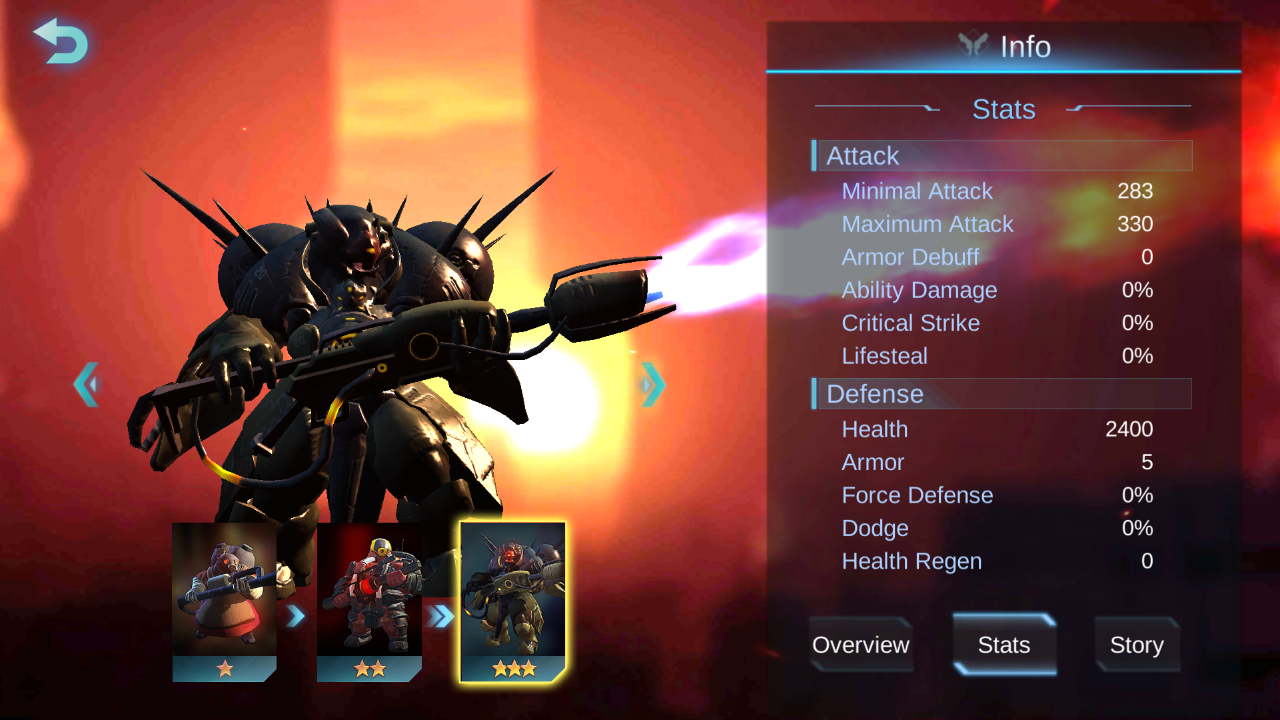 Info
Stats
Attack
Minimal Attack 283
Maximum Attack 330
Armor Debuff 0
Ability Damage 0%
Critical Strike 0%
Lifesteal 0%
Defense
Health 2400
Armor 5
Force Defense 0%
Dodge 0%
Health Regen 0
Overview Stats Story